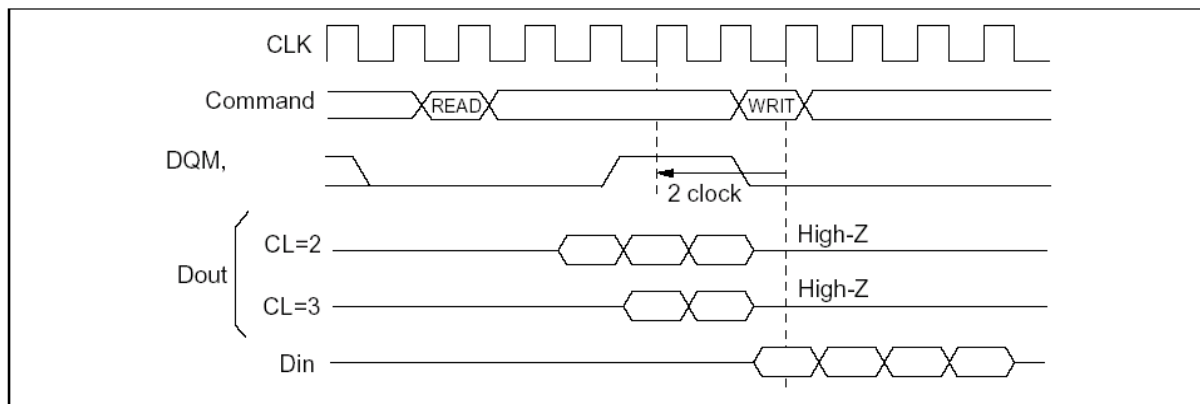 CLK
Command READ WRIT
DQM,
2 clock
CL=2 High-Z
Dout
CL=3 High-Z
Din